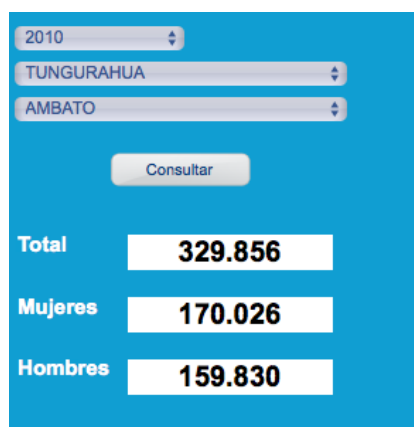 2010
TUNGURAHUA
AMBATO
Consultar
Total 329.856
Mujeres 170.026
Hombres 159.830